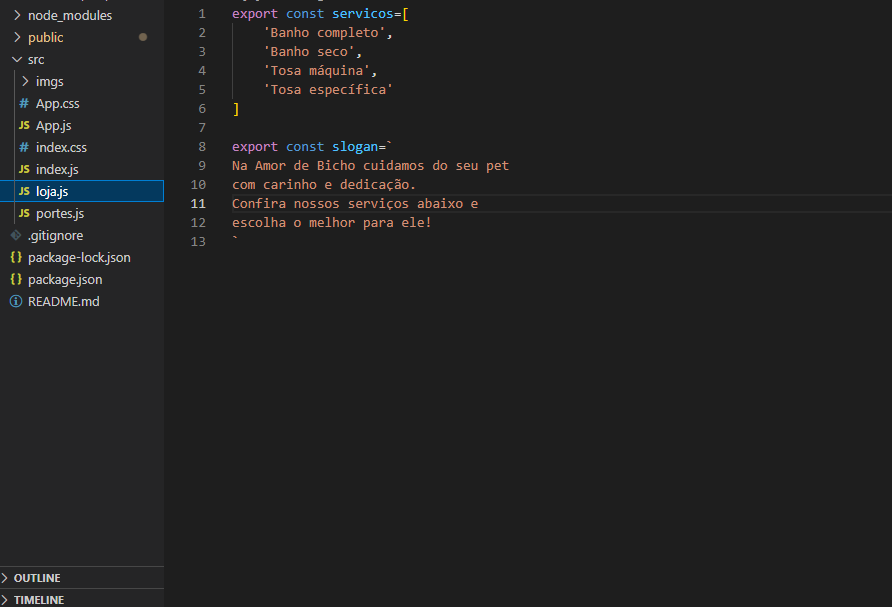 node_modules
public
src
imgs
# App.css
JS App.js
# index.css
JS index.js
JS loja.js
JS portes.js
.gitignore
{} package-lock.json
{} package.json
README.md
OUTLINE
TIMELINE
1 export const servicos=[
2 'Banho completo',
3 'Banho seco',
4 'Tosa máquina',
5 'Tosa específica'
6 ]
7
8 export const slogan=`
9 Na Amor de Bicho cuidamos do seu pet
10 com carinho e dedicação.
11 Confira nossos serviços abaixo e
12 escolha o melhor para ele!
13 `